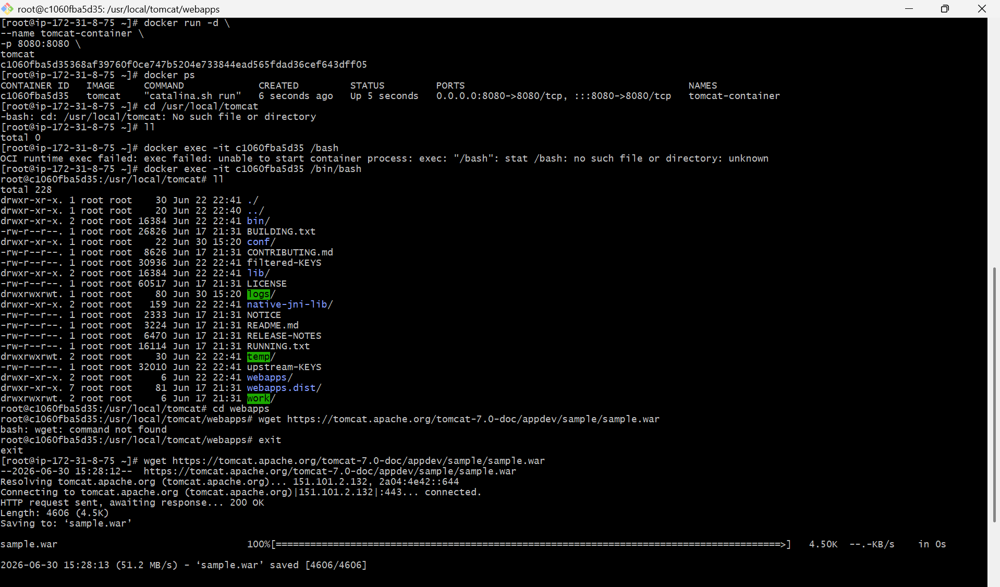 root@c1060fba5d35: /usr/local/tomcat/webapps
[root@ip-172-31-8-75 ~]# docker run -d \
--name tomcat-container \
-p 8080:8080 \
tomcat
c1060fba5d35368af39760f0ce747b5204e733844ead565fdad36cef643dff05
[root@ip-172-31-8-75 ~]# docker ps
CONTAINER ID   IMAGE     COMMAND             CREATED         STATUS         PORTS                                       NAMES
c1060fba5d35   tomcat    "catalina.sh run"   6 seconds ago   Up 5 seconds   0.0.0.0:8080->8080/tcp, :::8080->8080/tcp   tomcat-container
[root@ip-172-31-8-75 ~]# cd /usr/local/tomcat
-bash: cd: /usr/local/tomcat: No such file or directory
[root@ip-172-31-8-75 ~]# ll
total 0
[root@ip-172-31-8-75 ~]# docker exec -it c1060fba5d35 /bash
OCI runtime exec failed: exec failed: unable to start container process: exec: "/bash": stat /bash: no such file or directory: unknown
[root@ip-172-31-8-75 ~]# docker exec -it c1060fba5d35 /bin/bash
root@c1060fba5d35:/usr/local/tomcat# ll
total 228
drwxr-xr-x. 1 root root    30 Jun 22 22:41 ./
drwxr-xr-x. 1 root root    20 Jun 22 22:40 ../
drwxr-xr-x. 2 root root 16384 Jun 22 22:41 bin/
-rw-r--r--. 1 root root 26826 Jun 17 21:31 BUILDING.txt
drwxr-xr-x. 1 root root    22 Jun 30 15:20 conf/
-rw-r--r--. 1 root root  8626 Jun 17 21:31 CONTRIBUTING.md
-rw-r--r--. 1 root root 30936 Jun 22 22:41 filtered-KEYS
drwxr-xr-x. 2 root root 16384 Jun 22 22:41 lib/
-rw-r--r--. 1 root root 60517 Jun 17 21:31 LICENSE
drwxrwxrwt. 1 root root    80 Jun 30 15:20 logs/
drwxr-xr-x. 2 root root   159 Jun 22 22:41 native-jni-lib/
-rw-r--r--. 1 root root  2333 Jun 17 21:31 NOTICE
-rw-r--r--. 1 root root  3224 Jun 17 21:31 README.md
-rw-r--r--. 1 root root  6470 Jun 17 21:31 RELEASE-NOTES
-rw-r--r--. 1 root root 16114 Jun 17 21:31 RUNNING.txt
drwxrwxrwt. 2 root root    30 Jun 22 22:41 temp/
-rw-r--r--. 1 root root 32010 Jun 22 22:41 upstream-KEYS
drwxr-xr-x. 2 root root     6 Jun 22 22:41 webapps/
drwxr-xr-x. 7 root root    81 Jun 17 21:31 webapps.dist/
drwxrwxrwt. 2 root root     6 Jun 17 21:31 work/
root@c1060fba5d35:/usr/local/tomcat# cd webapps
root@c1060fba5d35:/usr/local/tomcat/webapps# wget https://tomcat.apache.org/tomcat-7.0-doc/appdev/sample/sample.war
bash: wget: command not found
root@c1060fba5d35:/usr/local/tomcat/webapps# exit
exit
[root@ip-172-31-8-75 ~]# wget https://tomcat.apache.org/tomcat-7.0-doc/appdev/sample/sample.war
--2026-06-30 15:28:12--  https://tomcat.apache.org/tomcat-7.0-doc/appdev/sample/sample.war
Resolving tomcat.apache.org (tomcat.apache.org)... 151.101.2.132, 2a04:4e42::644
Connecting to tomcat.apache.org (tomcat.apache.org)|151.101.2.132|:443... connected.
HTTP request sent, awaiting response... 200 OK
Length: 4606 (4.5K)
Saving to: ‘sample.war’
sample.war                                 100%[========================================================================================>]   4.50K  --.-KB/s    in 0s
2026-06-30 15:28:13 (51.2 MB/s) - ‘sample.war’ saved [4606/4606]